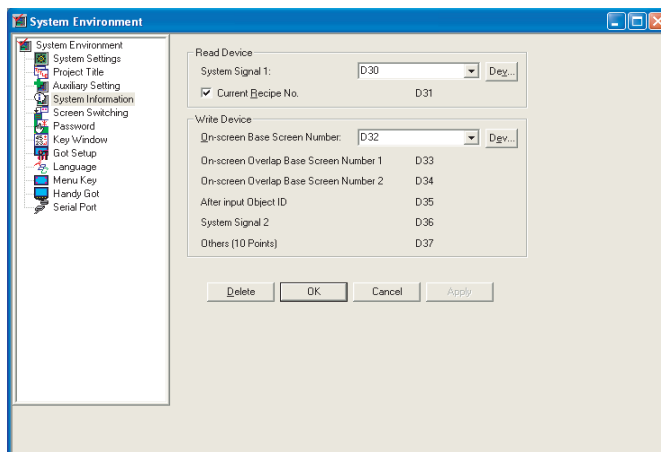 System Environment
System Environment
System Settings
Project Title
Auxiliary Setting
System Information
Screen Switching
Password
Key Window
Got Setup
Language
Menu Key
Handy Got
Serial Port
Read Device
System Signal 1: D30 Dev...
Current Recipe No. D31
Write Device
On-screen Base Screen Number: D32 Dev...
On-screen Overlap Base Screen Number 1 D33
On-screen Overlap Base Screen Number 2 D34
After input Object ID D35
System Signal 2 D36
Others (10 Points) D37
Delete OK Cancel Apply